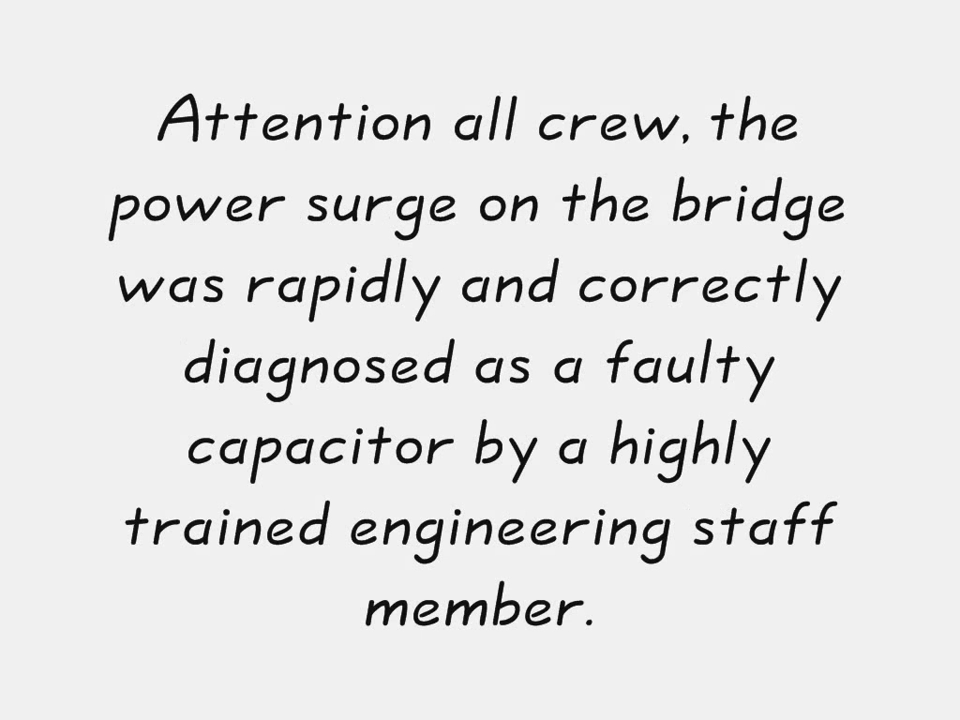 Attention all crew, the
power surge on the bridge
was rapidly and correctly
diagnosed as a faulty
capacitor by a highly
trained engineering staff
member.